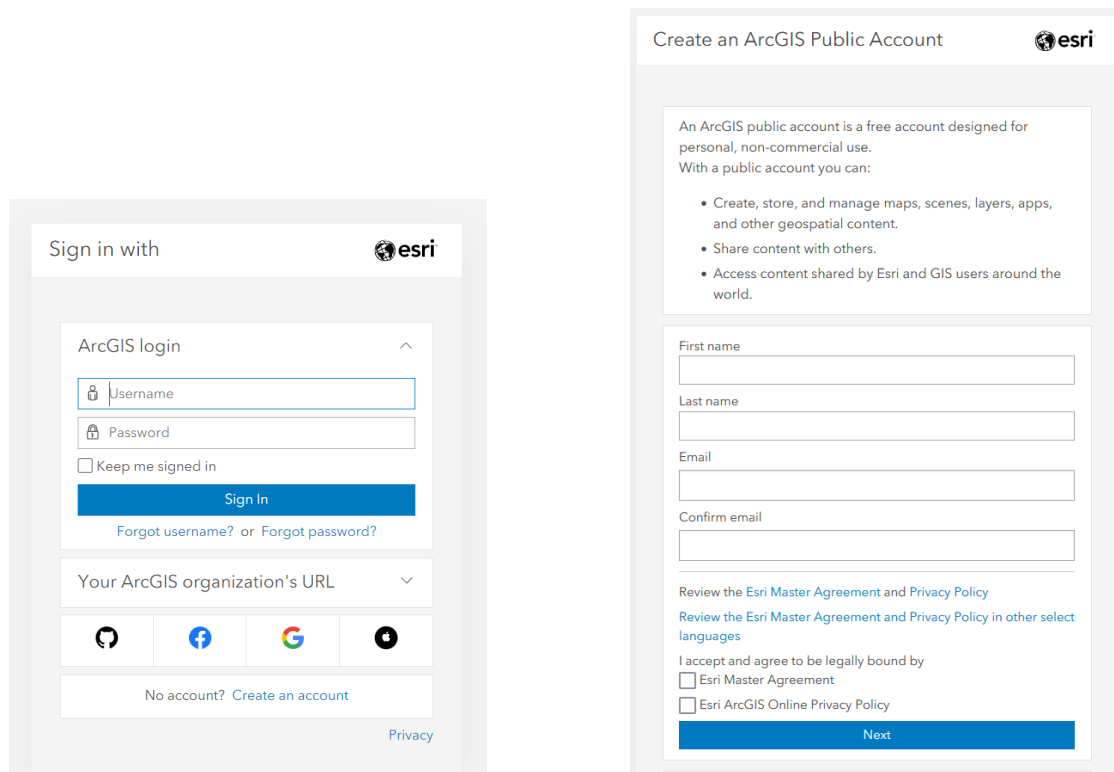 Sign in with
esri
ArcGIS login
Username
Password
Keep me signed in
Sign In
Forgot username? or Forgot password?
Your ArcGIS organization's URL
No account? Create an account
Privacy
Create an ArcGIS Public Account
esri
An ArcGIS public account is a free account designed for
personal, non-commercial use.
With a public account you can:
• Create, store, and manage maps, scenes, layers, apps,
and other geospatial content.
• Share content with others.
• Access content shared by Esri and GIS users around the
world.
First name
Last name
Email
Confirm email
Review the Esri Master Agreement and Privacy Policy
Review the Esri Master Agreement and Privacy Policy in other select
languages
I accept and agree to be legally bound by
Esri Master Agreement
Esri ArcGIS Online Privacy Policy
Next